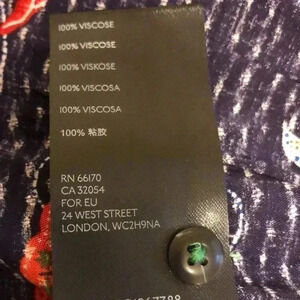 100% VISCOSE
100% VISCOSE
100% VISKOSE
100% VISCOSA
100% VISCOSA
100% 粘胶
RN 66170
CA 32054
FOR EU
24 WEST STREET
LONDON, WC2H9NA